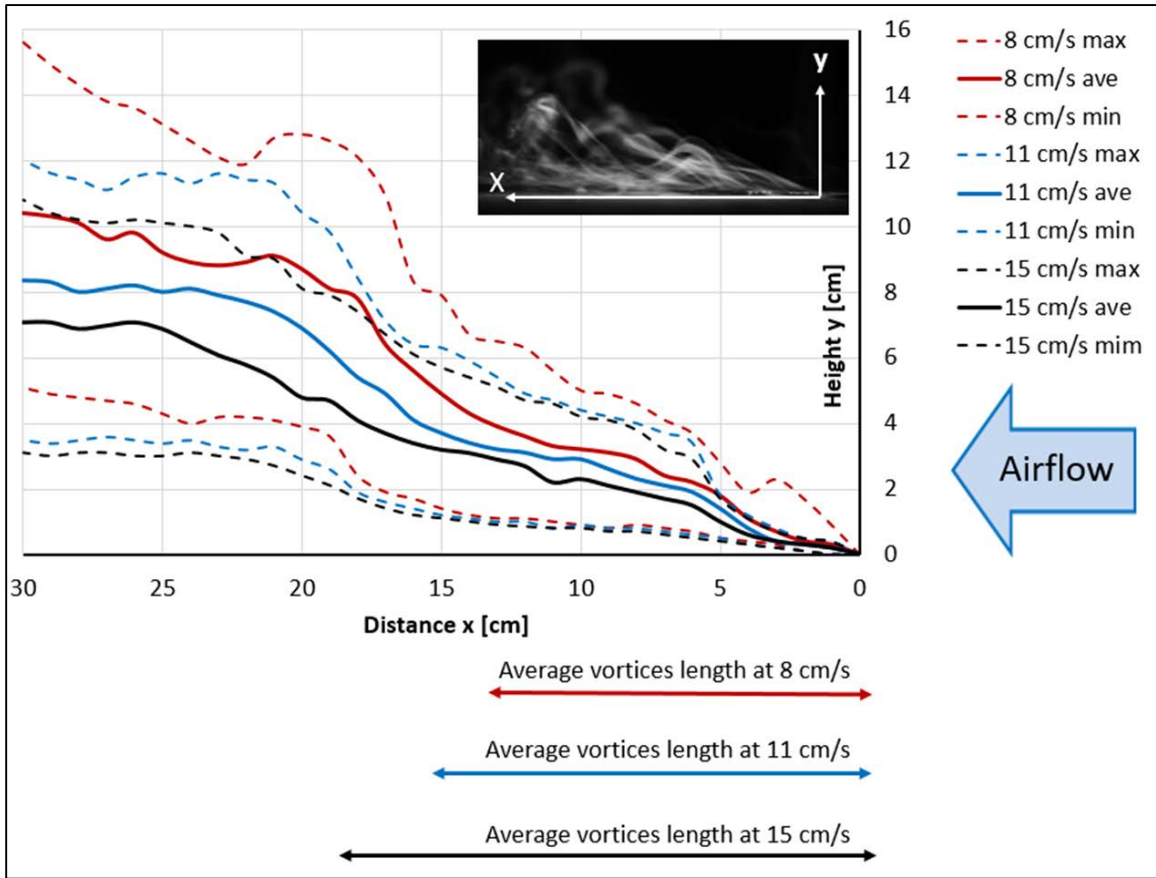 16
14
12
10
8
6
4
2
0
Height y [cm]
y
X
30 25 20 15 10 5 0
Distance x [cm]
8 cm/s max
8 cm/s ave
8 cm/s min
11 cm/s max
11 cm/s ave
11 cm/s min
15 cm/s max
15 cm/s ave
15 cm/s mim
Airflow
Average vortices length at 8 cm/s
Average vortices length at 11 cm/s
Average vortices length at 15 cm/s